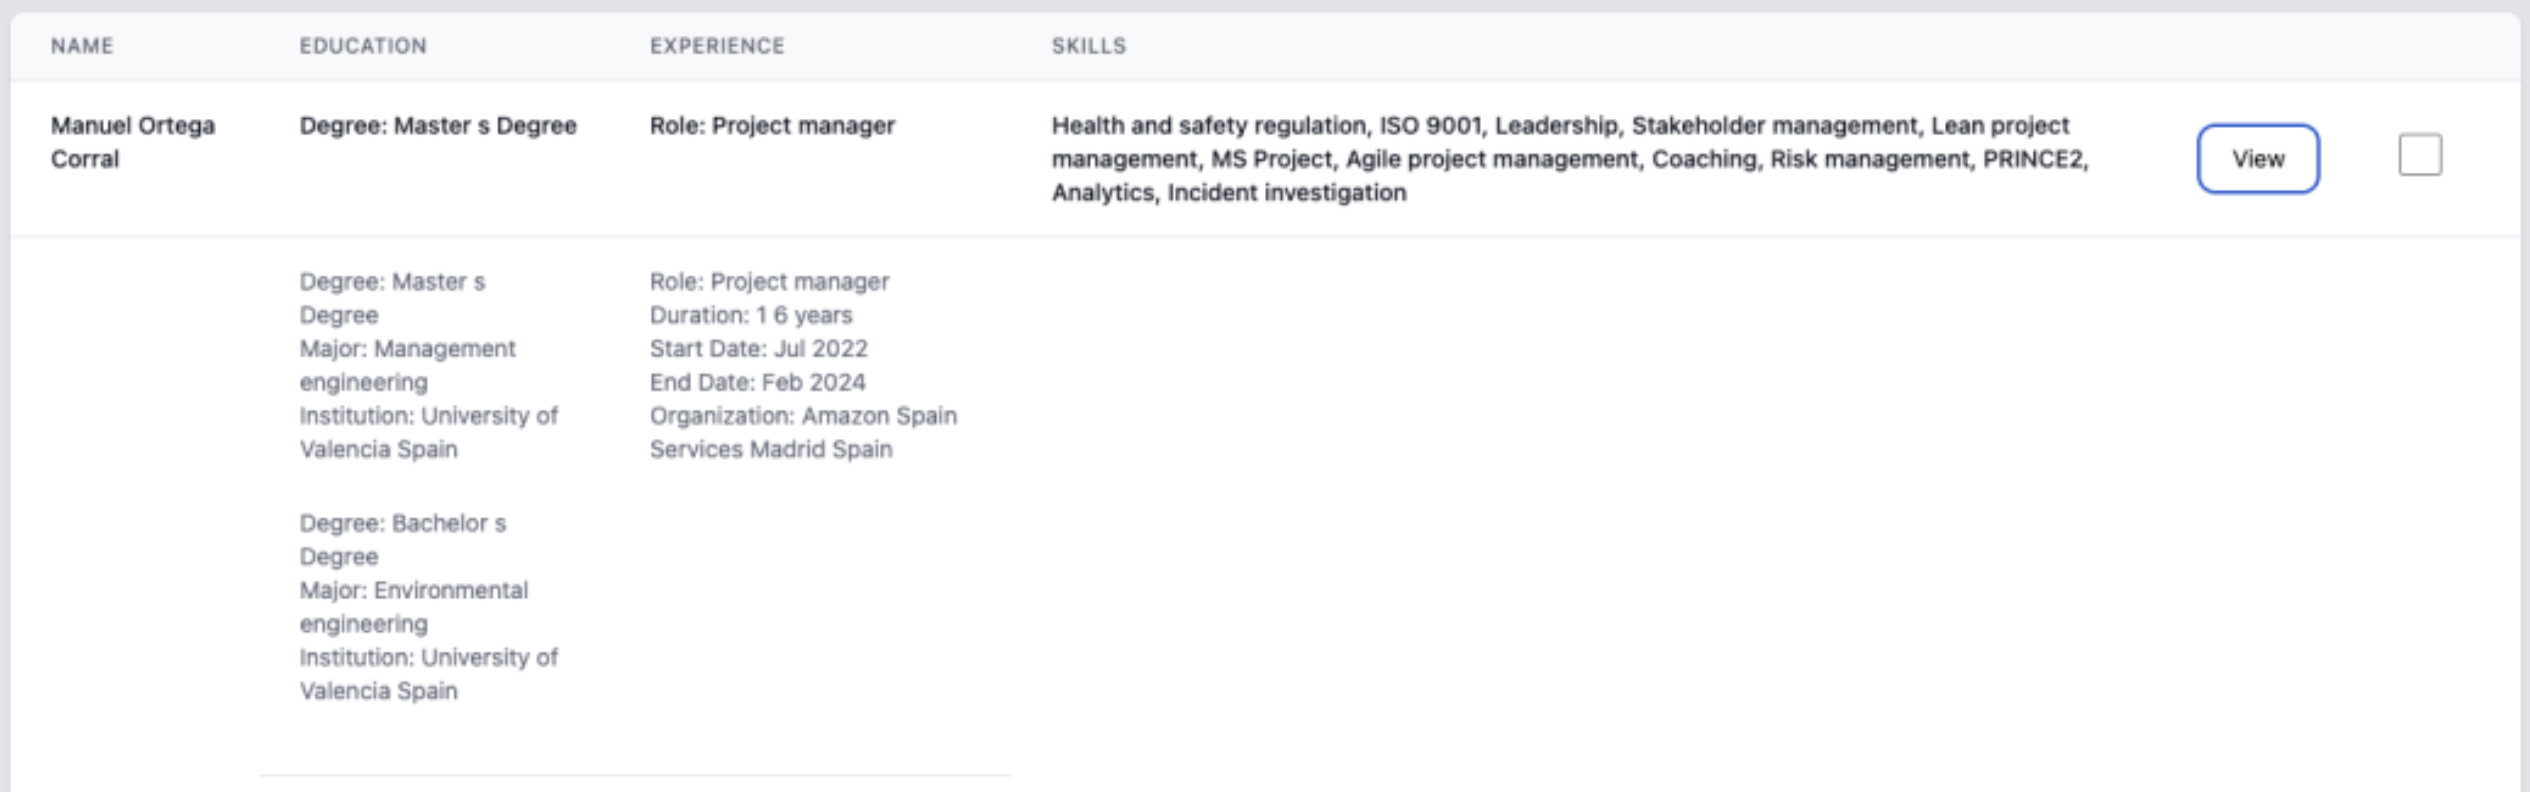 NAME EDUCATION EXPERIENCE SKILLS
Manuel Ortega
Corral
Degree: Master s Degree
Role: Project manager
Health and safety regulation, ISO 9001, Leadership, Stakeholder management, Lean project
management, MS Project, Agile project management, Coaching, Risk management, PRINCE2,
Analytics, Incident investigation
View
Degree: Master s
Degree
Major: Management
engineering
Institution: University of
Valencia Spain
Degree: Bachelor s
Degree
Major: Environmental
engineering
Institution: University of
Valencia Spain
Role: Project manager
Duration: 1 6 years
Start Date: Jul 2022
End Date: Feb 2024
Organization: Amazon Spain
Services Madrid Spain